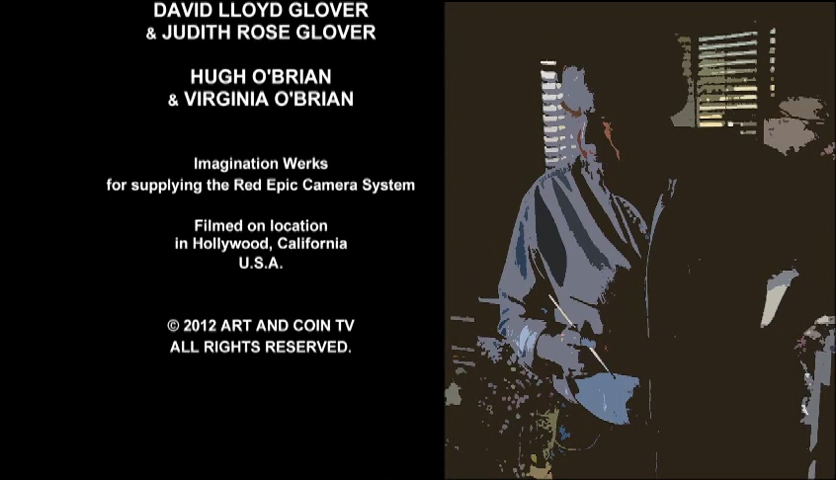 DAVID LLOYD GLOVER
& JUDITH ROSE GLOVER
HUGH O'BRIAN
& VIRGINIA O'BRIAN
Imagination Werks
for supplying the Red Epic Camera System
Filmed on location
in Hollywood, California
U.S.A.
© 2012 ART AND COIN TV
ALL RIGHTS RESERVED.